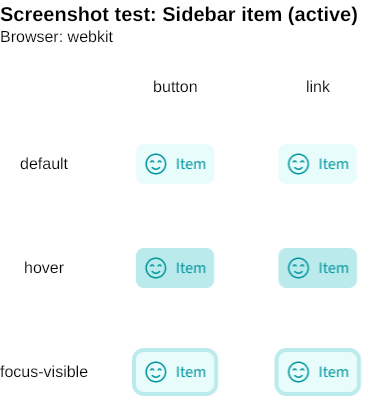 Screenshot test: Sidebar item (active)
Browser: webkit
button link
default Item Item
hover Item Item
focus-visible Item Item